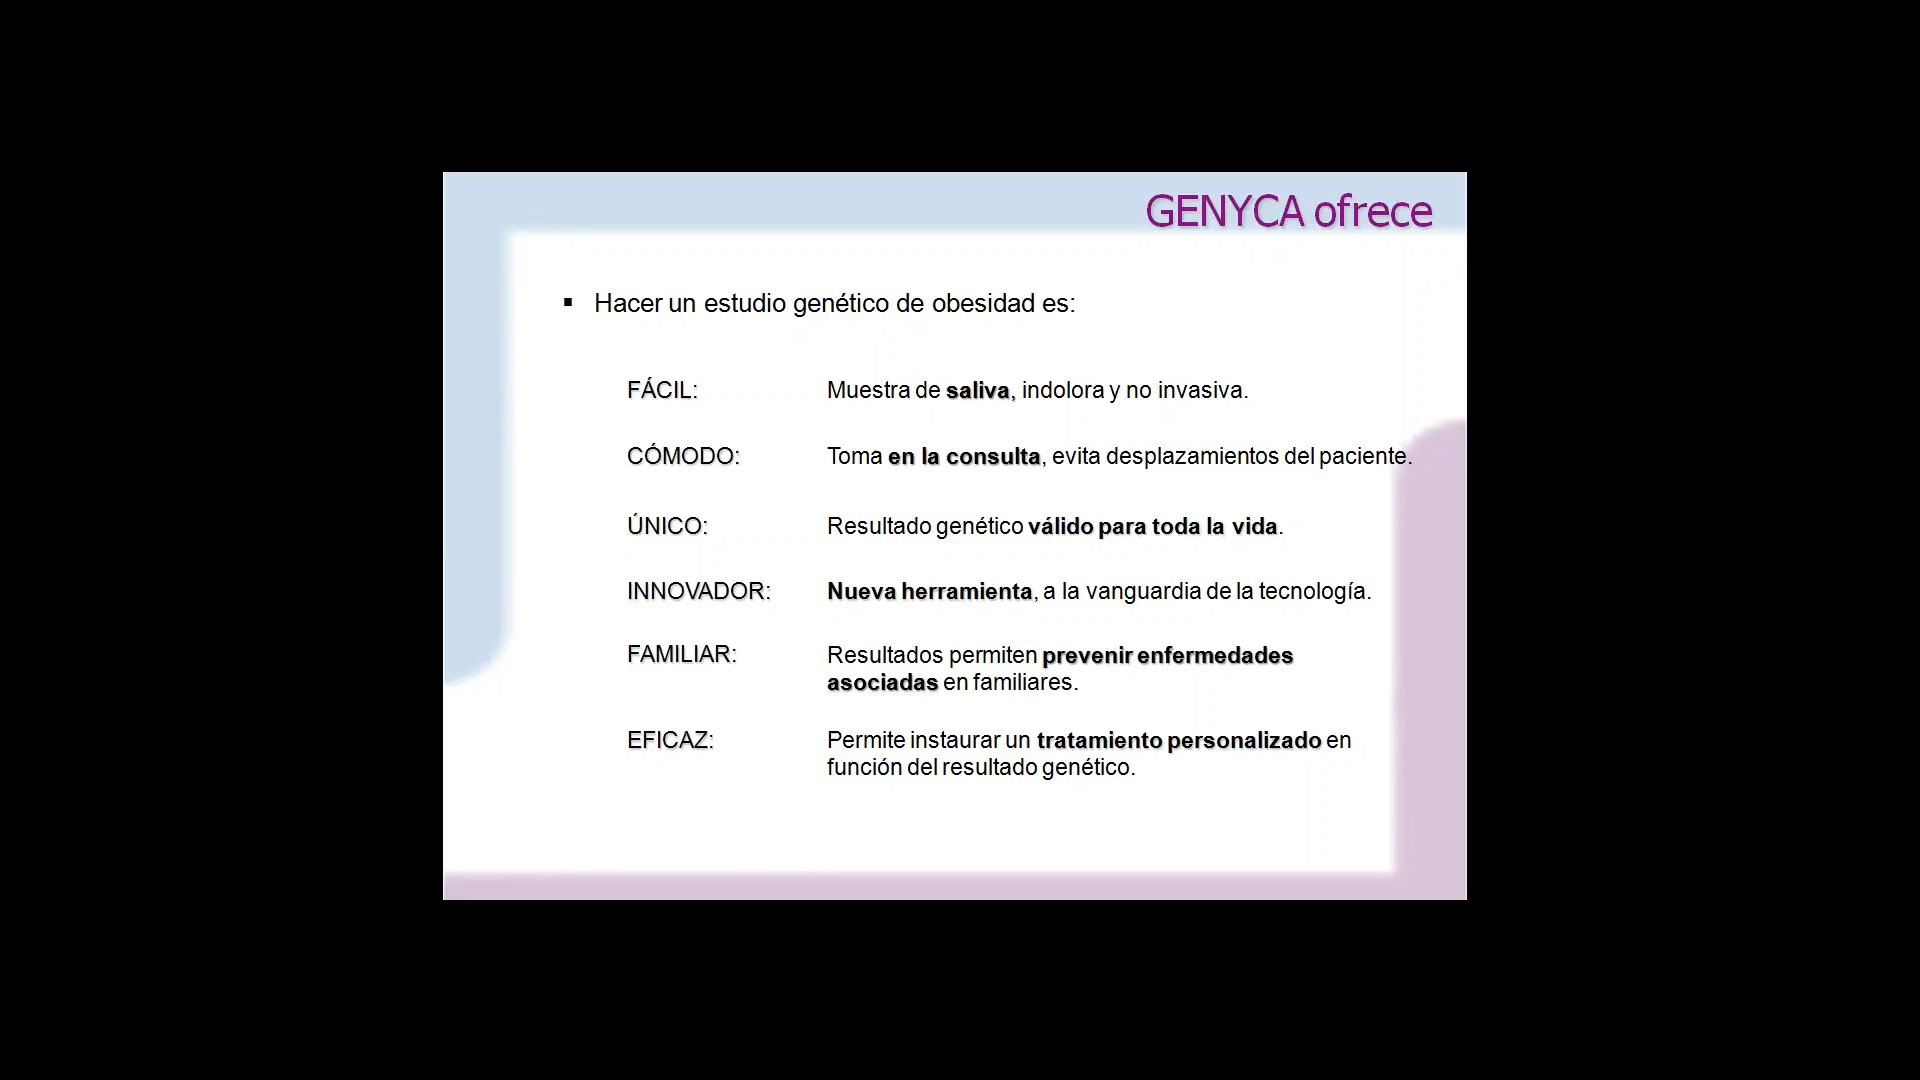 GENYCA ofrece
▪ Hacer un estudio genético de obesidad es:
FÁCIL: Muestra de saliva, indolora y no invasiva.
CÓMODO: Toma en la consulta, evita desplazamientos del paciente.
ÚNICO: Resultado genético válido para toda la vida.
INNOVADOR: Nueva herramienta, a la vanguardia de la tecnología.
FAMILIAR: Resultados permiten prevenir enfermedades
asociadas en familiares.
EFICAZ: Permite instaurar un tratamiento personalizado en
función del resultado genético.